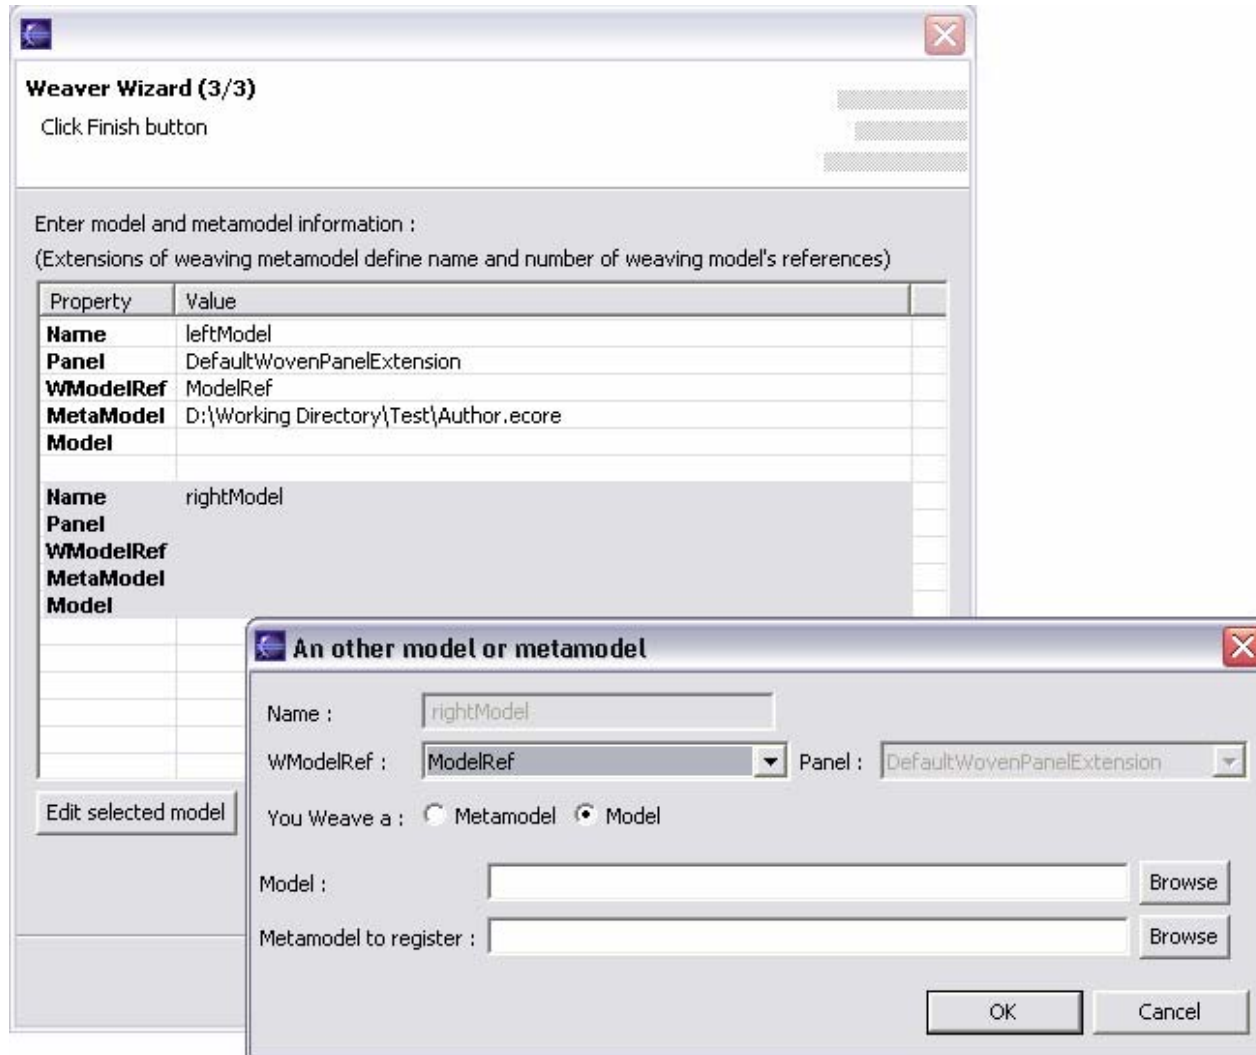 Weaver Wizard (3/3)
Click Finish button
Enter model and metamodel information :
(Extensions of weaving metamodel define name and number of weaving model's references)
Property Value
Name leftModel
Panel DefaultWovenPanelExtension
WModelRef ModelRef
MetaModel D:\Working Directory\Test\Author.ecore
Model
Name rightModel
Panel
WModelRef
MetaModel
Model
Edit selected model
An other model or metamodel
Name : rightModel
WModelRef : ModelRef Panel : DefaultWovenPanelExtension
You Weave a : Metamodel Model
Model : Browse
Metamodel to register : Browse
OK Cancel